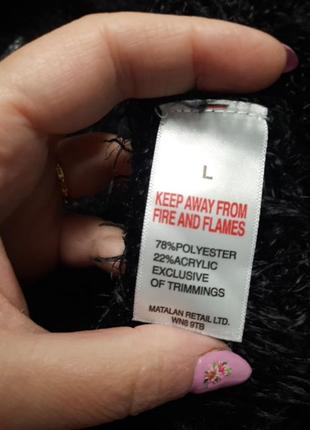 L
KEEP AWAY FROM
FIRE AND FLAMES
78%POLYESTER
22%ACRYLIC
EXCLUSIVE
OF TRIMMINGS
MATALAN RETAIL LTD.
WN8 9TB